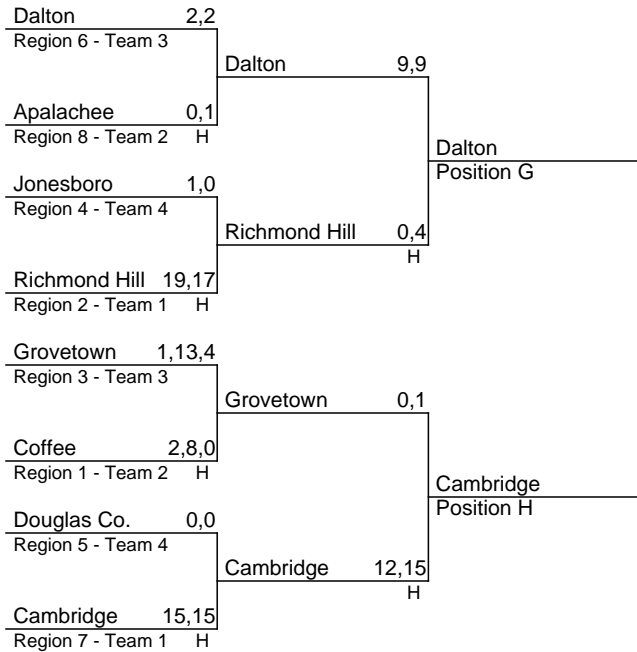 Dalton 2,2
Region 6 - Team 3
Dalton 9,9
Apalachee 0,1
Region 8 - Team 2 H
Dalton
Position G
Jonesboro 1,0
Region 4 - Team 4
Richmond Hill 0,4
H
Richmond Hill 19,17
Region 2 - Team 1 H
Grovetown 1,13,4
Region 3 - Team 3
Grovetown 0,1
Coffee 2,8,0
Region 1 - Team 2 H
Cambridge
Position H
Douglas Co. 0,0
Region 5 - Team 4
Cambridge 12,15
H
Cambridge 15,15
Region 7 - Team 1 H